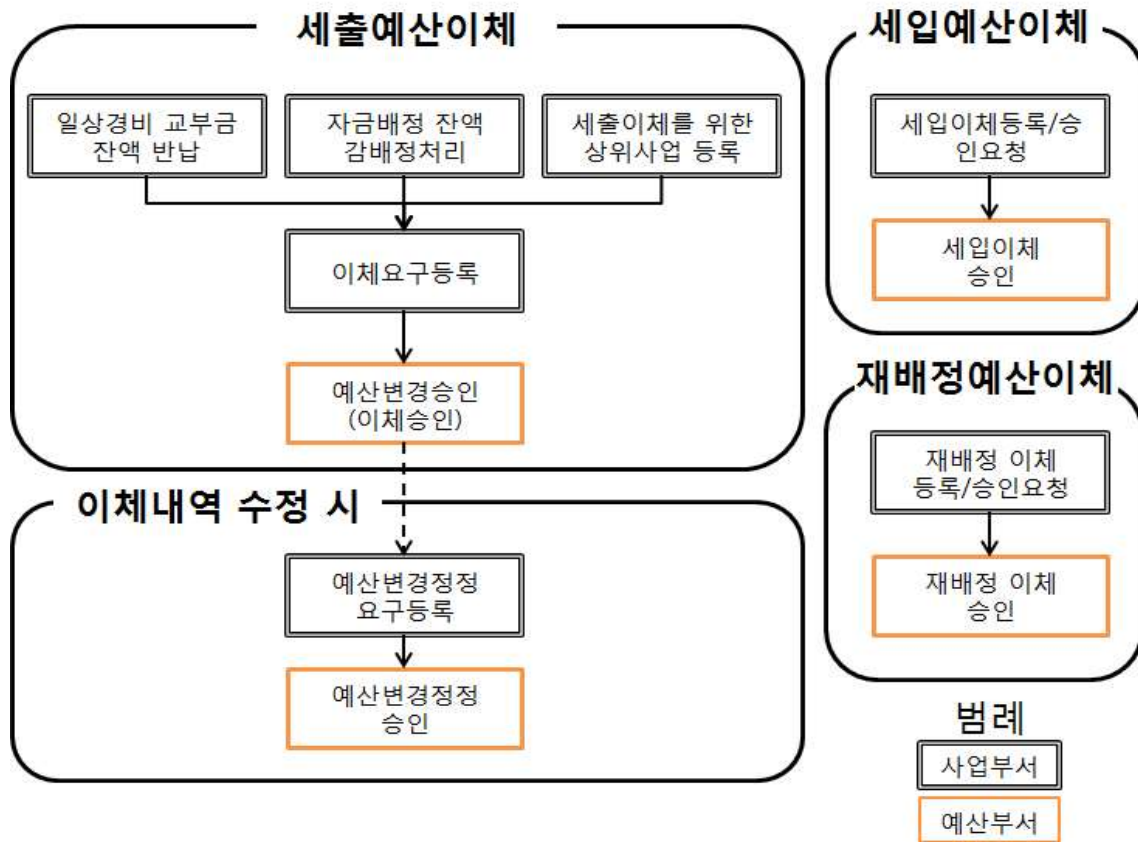 세출예산이체
일상경비 교부금
잔액 반납
자금배정 잔액
감배정처리
세출이체를 위한
상위사업 등록
이체요구등록
예산변경승인
(이체승인)
이체내역 수정 시
예산변경정정
요구등록
예산변경정정
승인
세입예산이체
세입이체등록/승
인요청
세입이체
승인
재배정예산이체
재배정 이체
등록/승인요청
재배정 이체
승인
범례
사업부서
예산부서